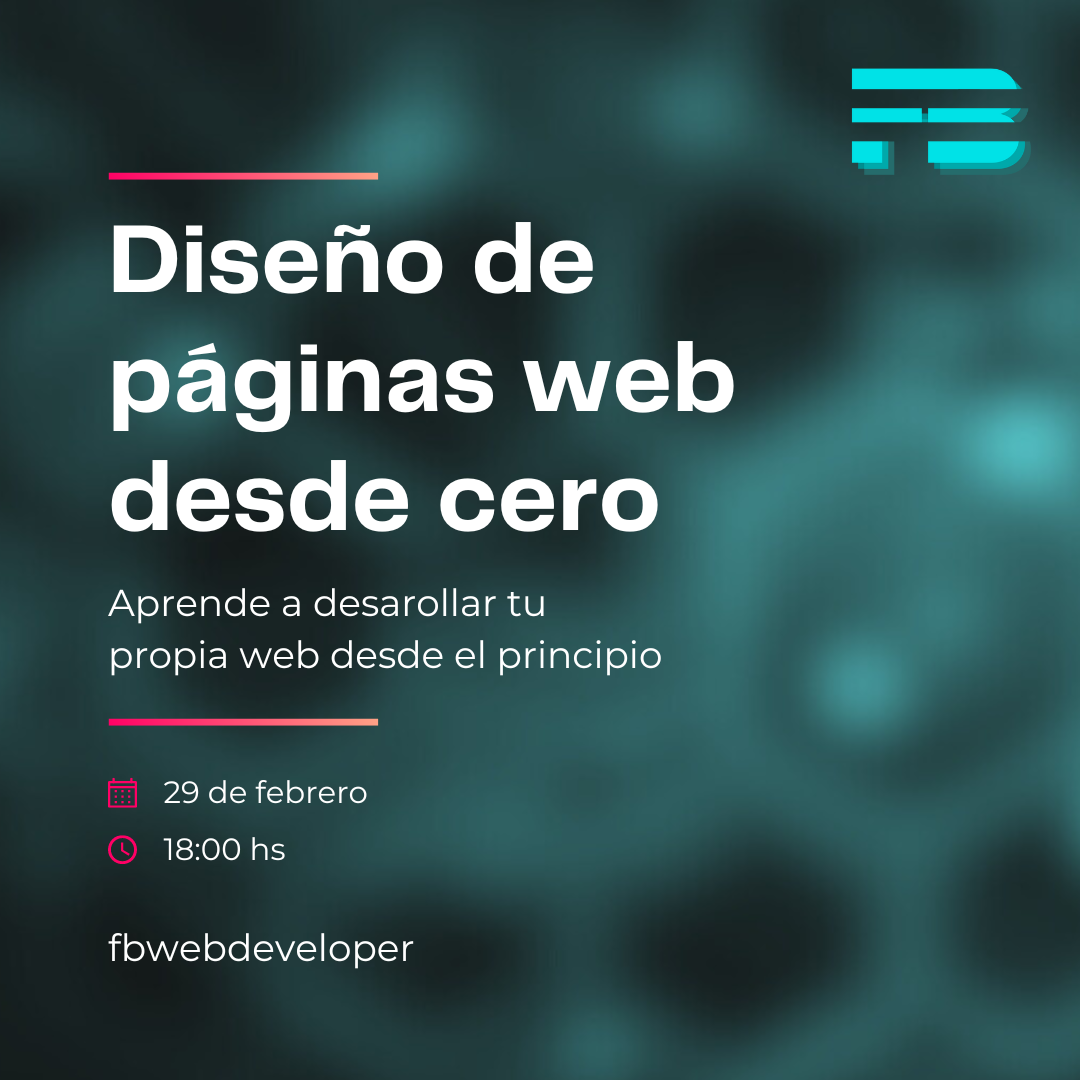 FB
Diseño de
páginas web
desde cero
Aprende a desarollar tu
propia web desde el principio
29 de febrero
18:00 hs
fbwebdeveloper